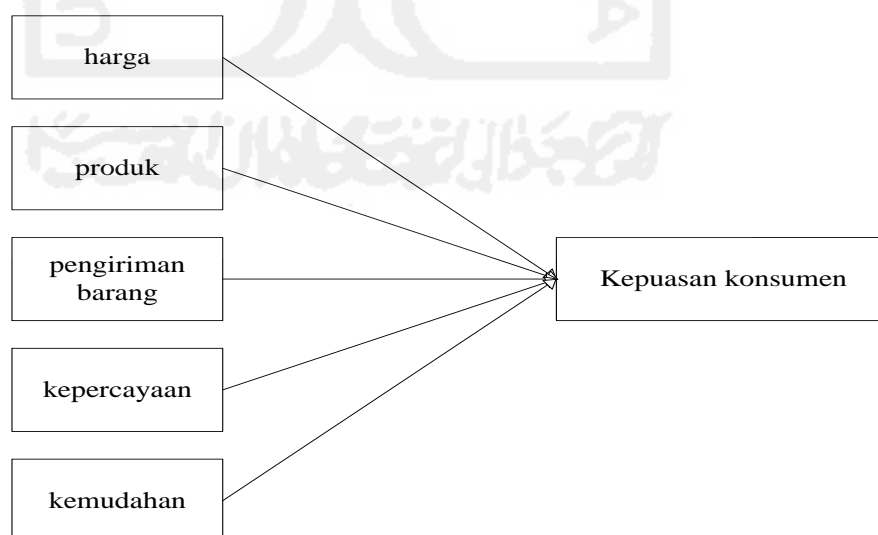 harga
produk
pengiriman
barang
Kepuasan konsumen
kepercayaan
kemudahan